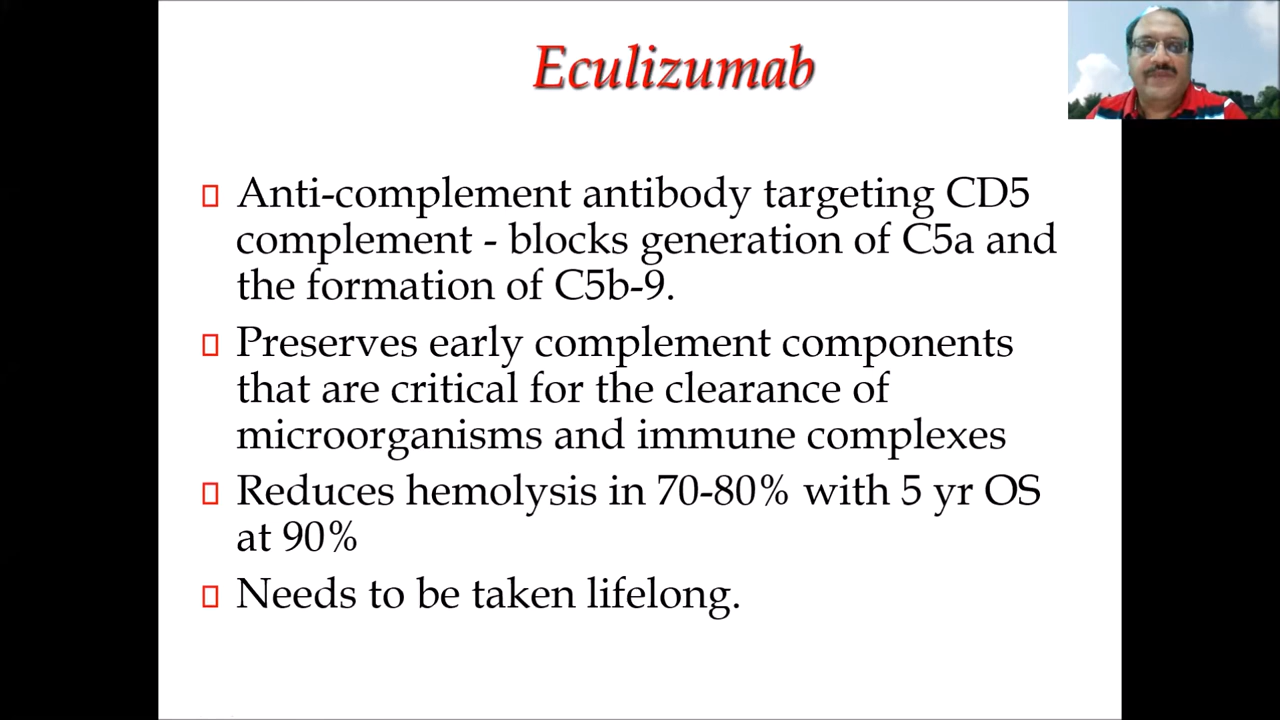 Eculizumab
Anti-complement antibody targeting CD5
complement - blocks generation of C5a and
the formation of C5b-9.
Preserves early complement components
that are critical for the clearance of
microorganisms and immune complexes
Reduces hemolysis in 70-80% with 5 yr OS
at 90%
Needs to be taken lifelong.